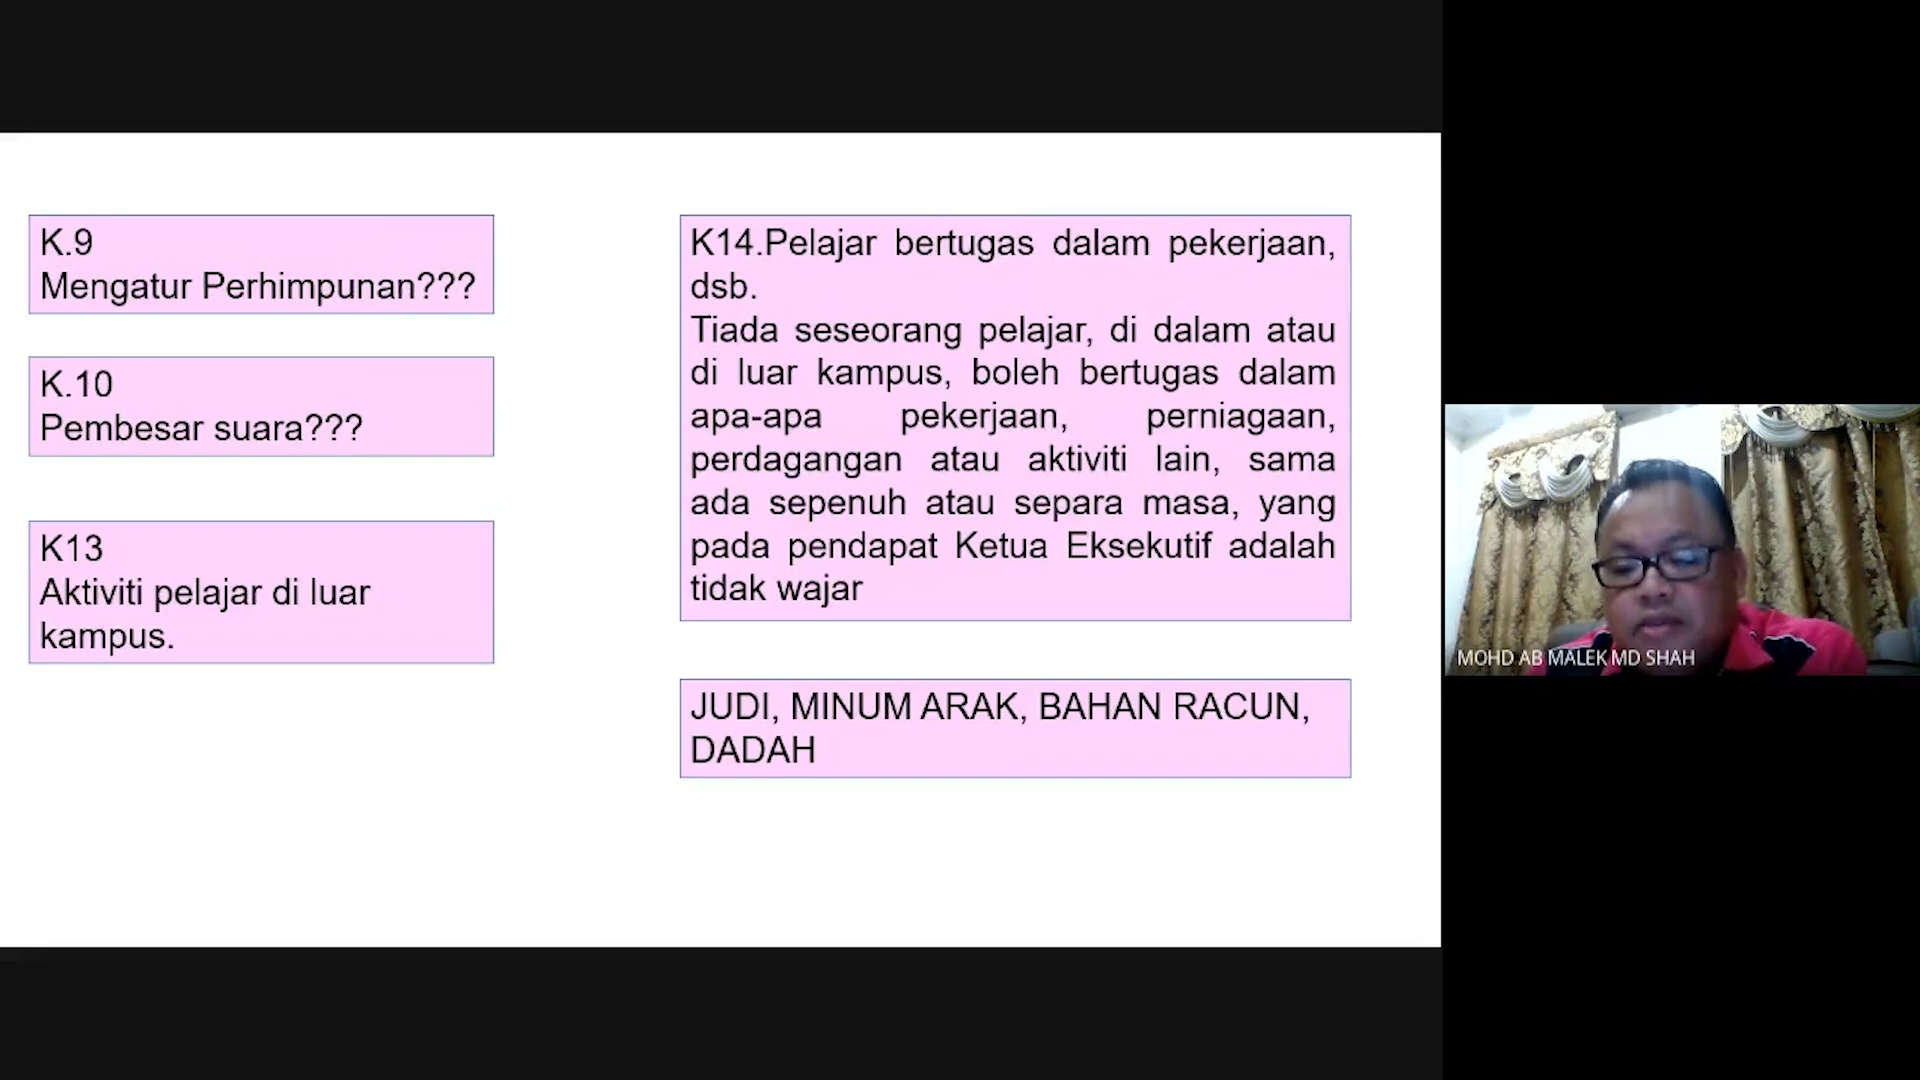 K.9
Mengatur Perhimpunan???
K.10
Pembesar suara???
K13
Aktiviti pelajar di luar
kampus.
K14.Pelajar bertugas dalam pekerjaan,
dsb.
Tiada seseorang pelajar, di dalam atau
di luar kampus, boleh bertugas dalam
apa-apa pekerjaan, perniagaan,
perdagangan atau aktiviti lain, sama
ada sepenuh atau separa masa, yang
pada pendapat Ketua Eksekutif adalah
tidak wajar
JUDI, MINUM ARAK, BAHAN RACUN,
DADAH
MOHD AB MALEK MD SHAH